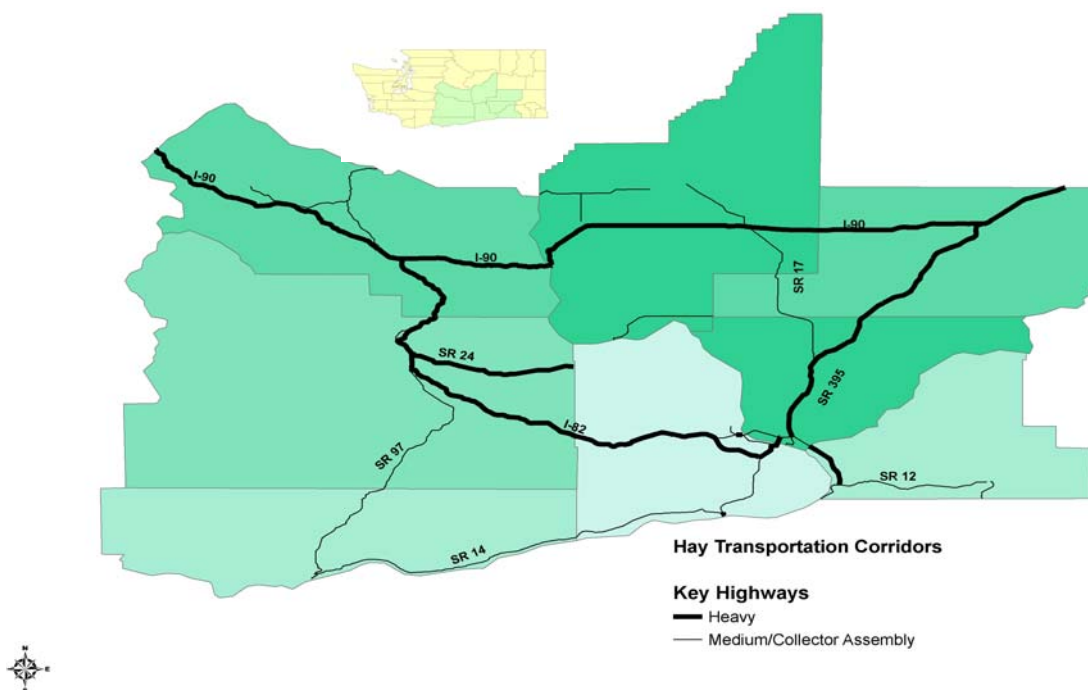 I-90
I-90
I-90
SR 17
SR 24
SR 395
I-82
SR 97
SR 12
SR 14
Hay Transportation Corridors
Key Highways
Heavy
Medium/Collector Assembly
N
E